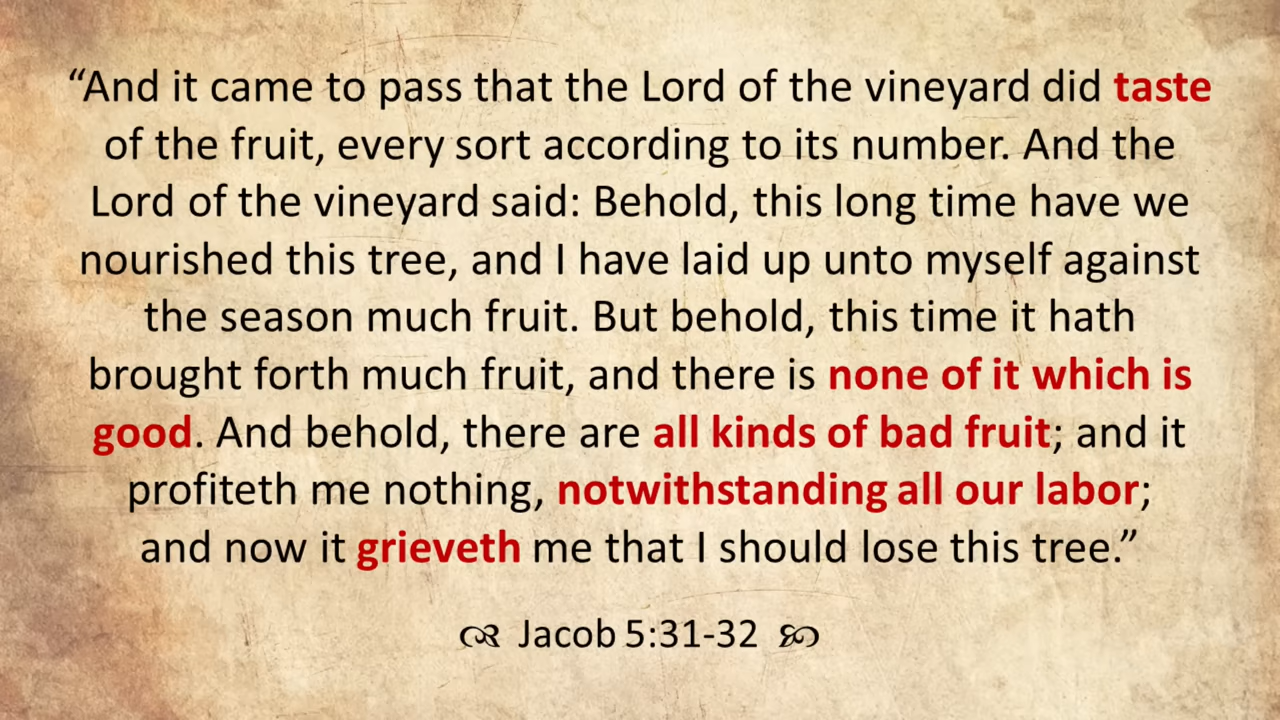 “And it came to pass that the Lord of the vineyard did taste
of the fruit, every sort according to its number. And the
Lord of the vineyard said: Behold, this long time have we
nourished this tree, and I have laid up unto myself against
the season much fruit. But behold, this time it hath
brought forth much fruit, and there is none of it which is
good. And behold, there are all kinds of bad fruit; and it
profiteth me nothing, notwithstanding all our labor;
and now it grieveth me that I should lose this tree.”
Jacob 5:31-32